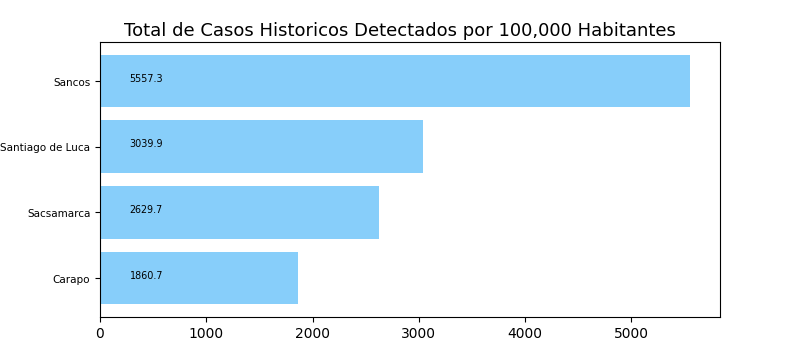 Total de Casos Historicos Detectados por 100,000 Habitantes
Sancos
5557.3
Santiago de Luca
3039.9
Sacsamarca
2629.7
Carapo
1860.7
0 1000 2000 3000 4000 5000